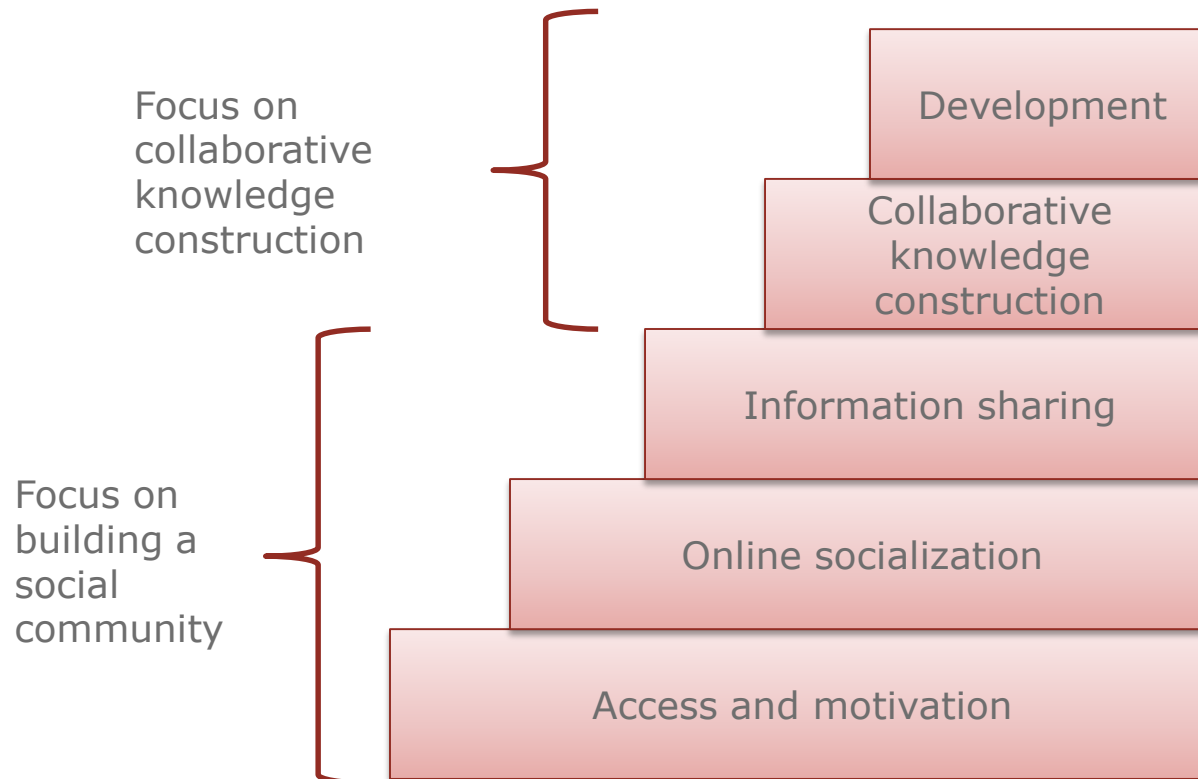 Focus on
collaborative
knowledge
construction
Development
Collaborative
knowledge
construction
Information sharing
Focus on
building a
social
community
Online socialization
Access and motivation